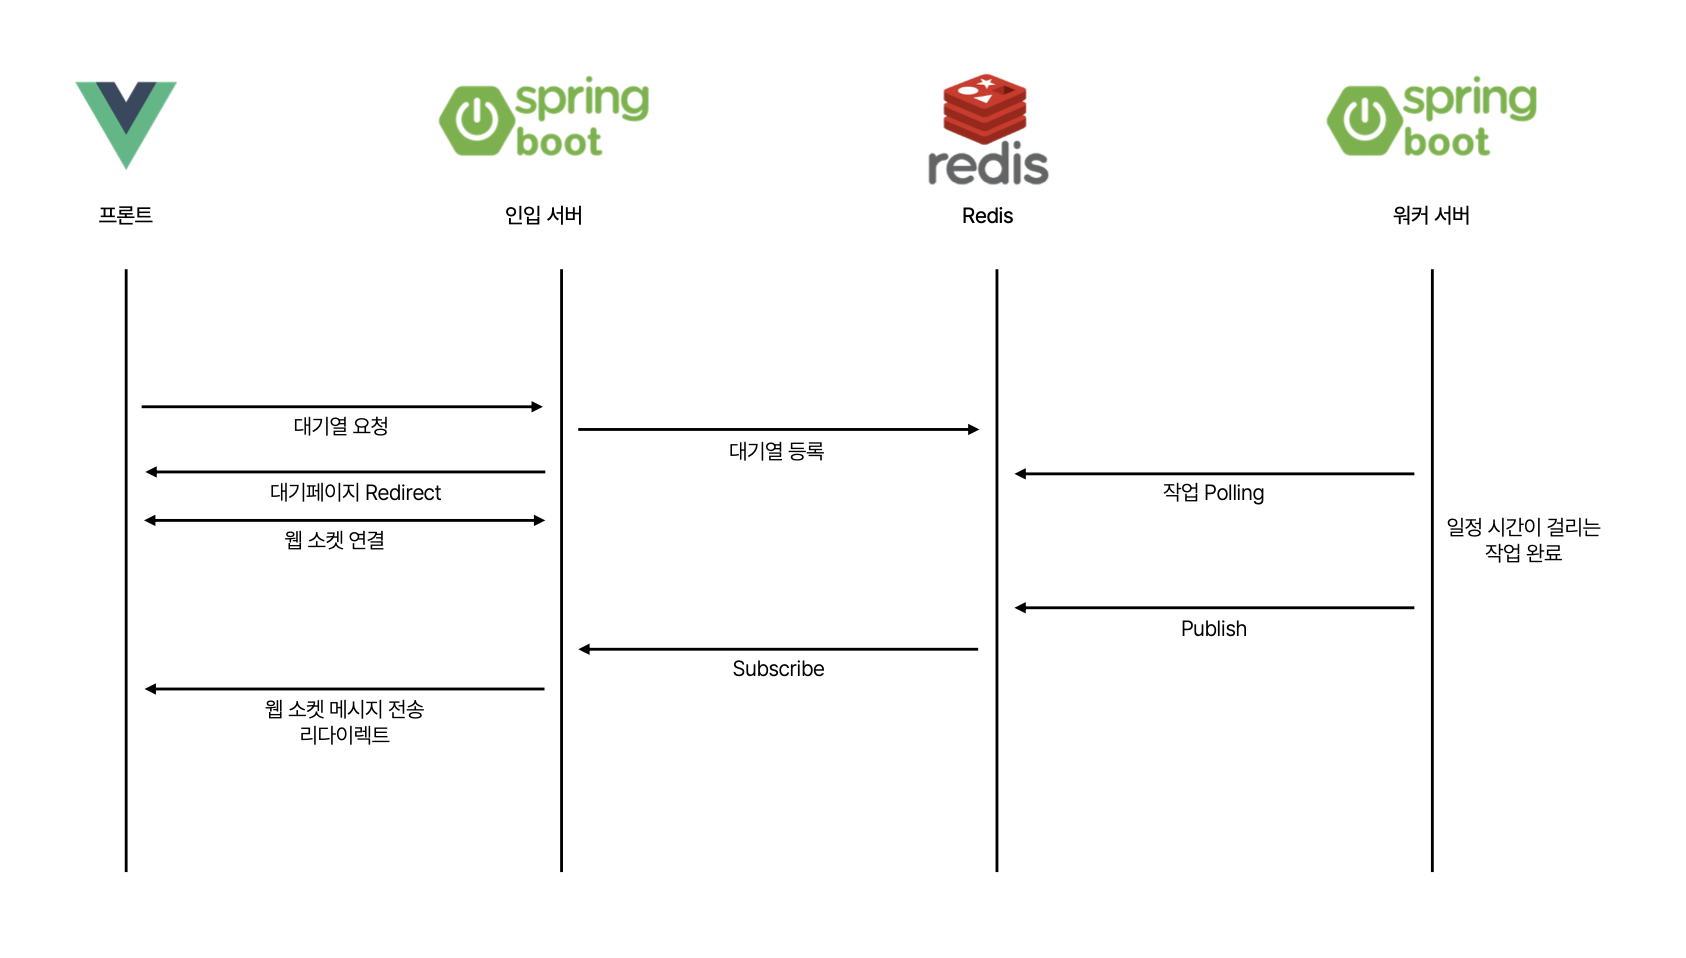 spring
boot
redis
spring
boot
프론트
인입 서버
Redis
워커 서버
대기열 요청
대기열 등록
대기페이지 Redirect
작업 Polling
웹 소켓 연결
일정 시간이 걸리는
작업 완료
Publish
Subscribe
웹 소켓 메시지 전송
리다이렉트